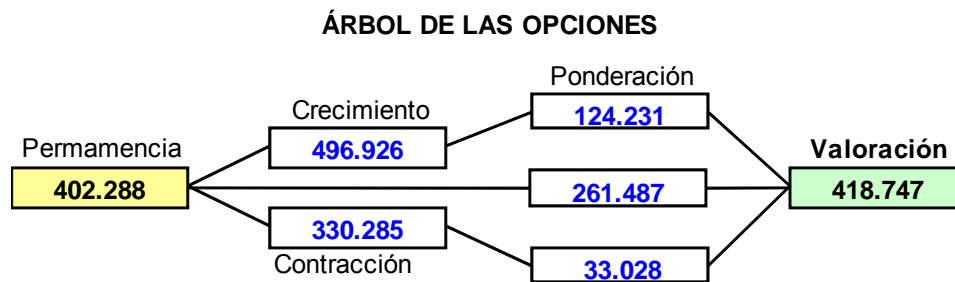 ÁRBOL DE LAS OPCIONES
Ponderación
Crecimiento
124.231
Permamencia
496.926
Valoración
402.288
261.487
418.747
330.285
Contracción
33.028